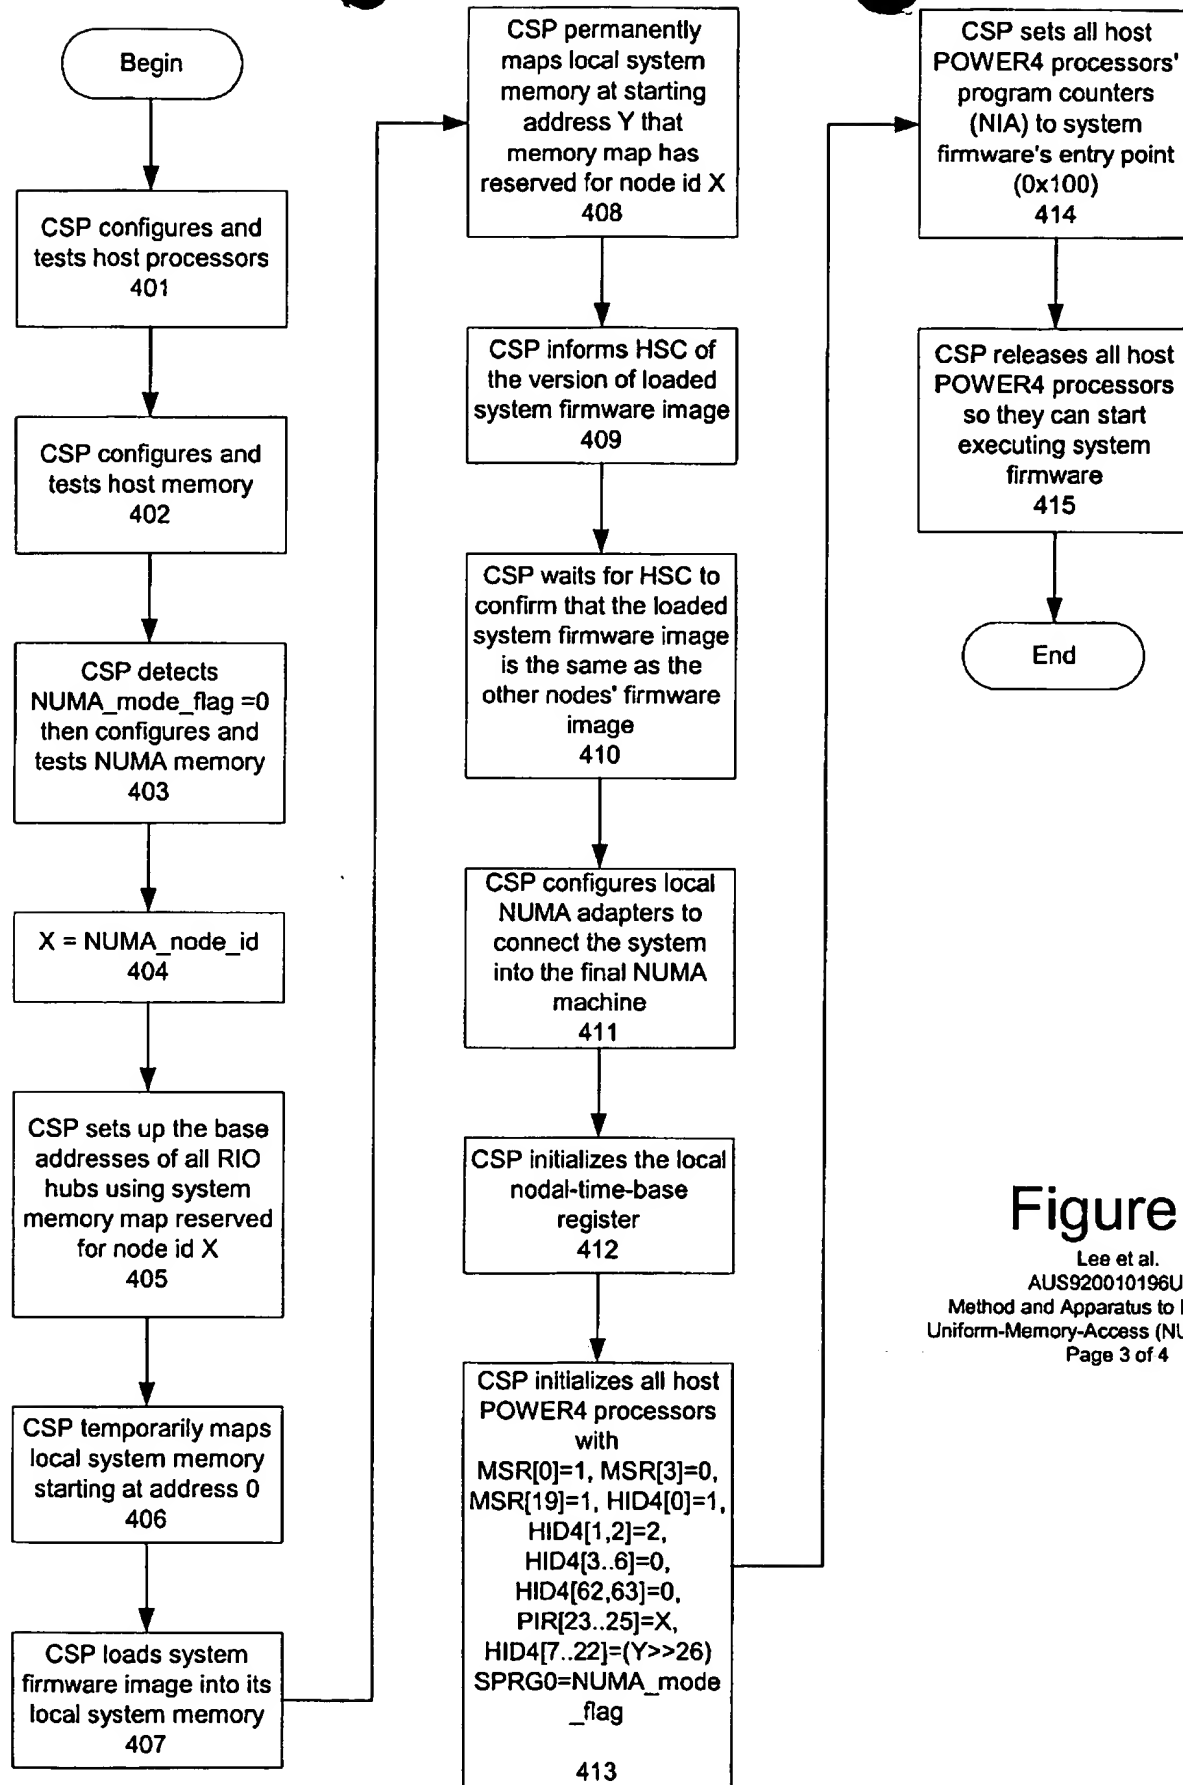 Begin
CSP configures and
tests host processors
401
CSP configures and
tests host memory
402
CSP detects
NUMA_mode_flag =0
then configures and
tests NUMA memory
403
X = NUMA_node_id
404
CSP sets up the base
addresses of all RIO
hubs using system
memory map reserved
for node id X
405
CSP temporarily maps
local system memory
starting at address 0
406
CSP loads system
firmware image into its
local system memory
407
CSP permanently
maps local system
memory at starting
address Y that
memory map has
reserved for node id X
408
CSP informs HSC of
the version of loaded
system firmware image
409
CSP waits for HSC to
confirm that the loaded
system firmware image
is the same as the
other nodes' firmware
image
410
CSP configures local
NUMA adapters to
connect the system
into the final NUMA
machine
411
CSP initializes the local
nodal-time-base
register
412
CSP initializes all host
POWER4 processors
with
MSR[0]=1, MSR[3]=0,
MSR[19]=1, HID4[0]=1,
HID4[1,2]=2,
HID4[3..6]=0,
HID4[62,63]=0,
PIR[23..25]=X,
HID4[7..22]=(Y>>26)
SPRG0=NUMA_mode
_flag
413
CSP sets all host
POWER4 processors'
program counters
(NIA) to system
firmware's entry point
(0x100)
414
CSP releases all host
POWER4 processors
so they can start
executing system
firmware
415
End
Figure
Lee et al.
AUS920010196U
Method and Apparatus to
Uniform-Memory-Access (NU
Page 3 of 4